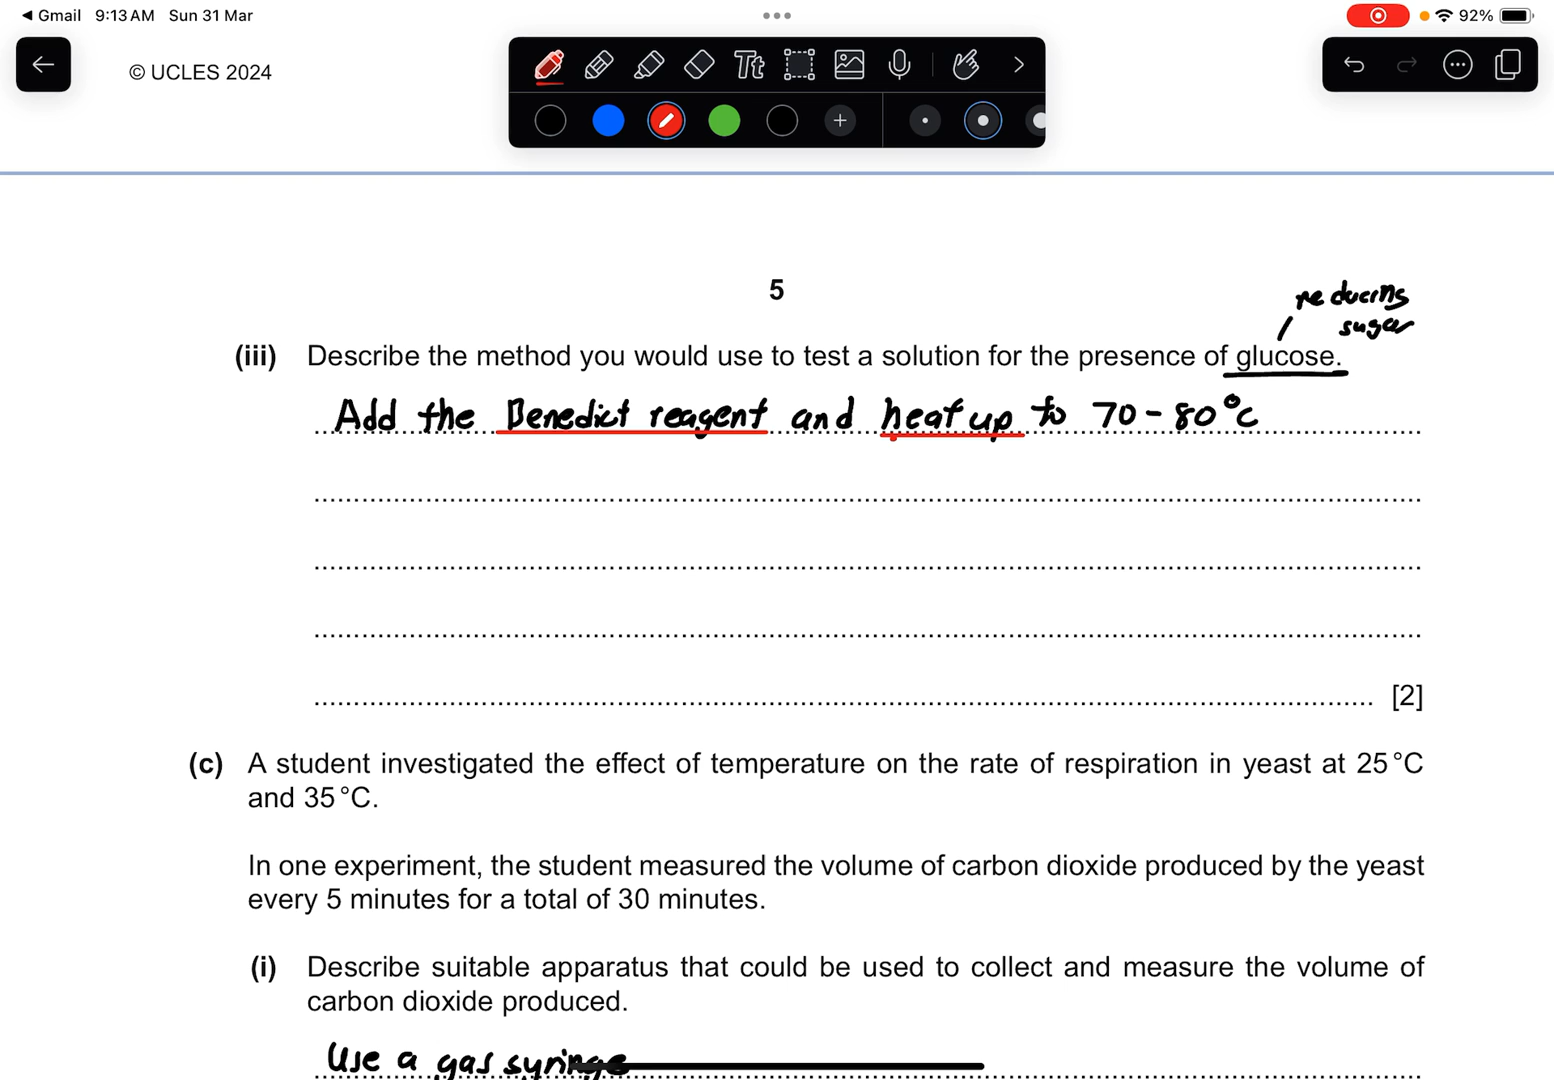 ◀ Gmail 9:13 AM Sun 31 Mar
92%
© UCLES 2024
Tt
5
reducing
sugar
(iii) Describe the method you would use to test a solution for the presence of glucose.
Add the Benedict reagent and heat up to 70 - 80°C
[2]
(c) A student investigated the effect of temperature on the rate of respiration in yeast at 25 °C
and 35 °C.
In one experiment, the student measured the volume of carbon dioxide produced by the yeast
every 5 minutes for a total of 30 minutes.
(i) Describe suitable apparatus that could be used to collect and measure the volume of
carbon dioxide produced.
Use a gas syringe